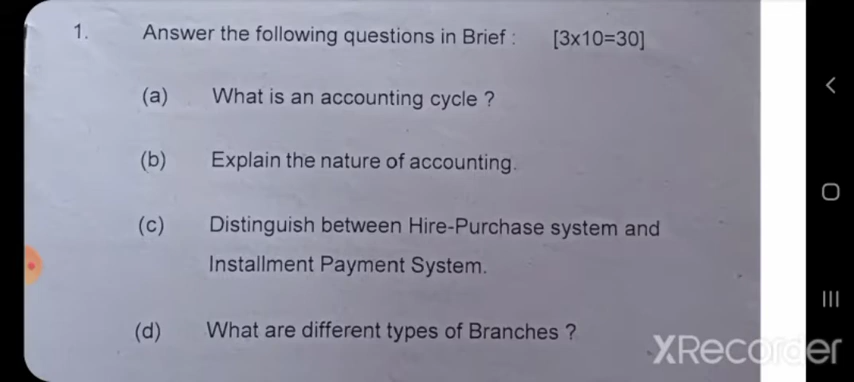 1. Answer the following questions in Brief : [3x10=30]
(a) What is an accounting cycle ?
(b) Explain the nature of accounting.
(c) Distinguish between Hire-Purchase system and
Installment Payment System.
(d) What are different types of Branches ?
XRecorder